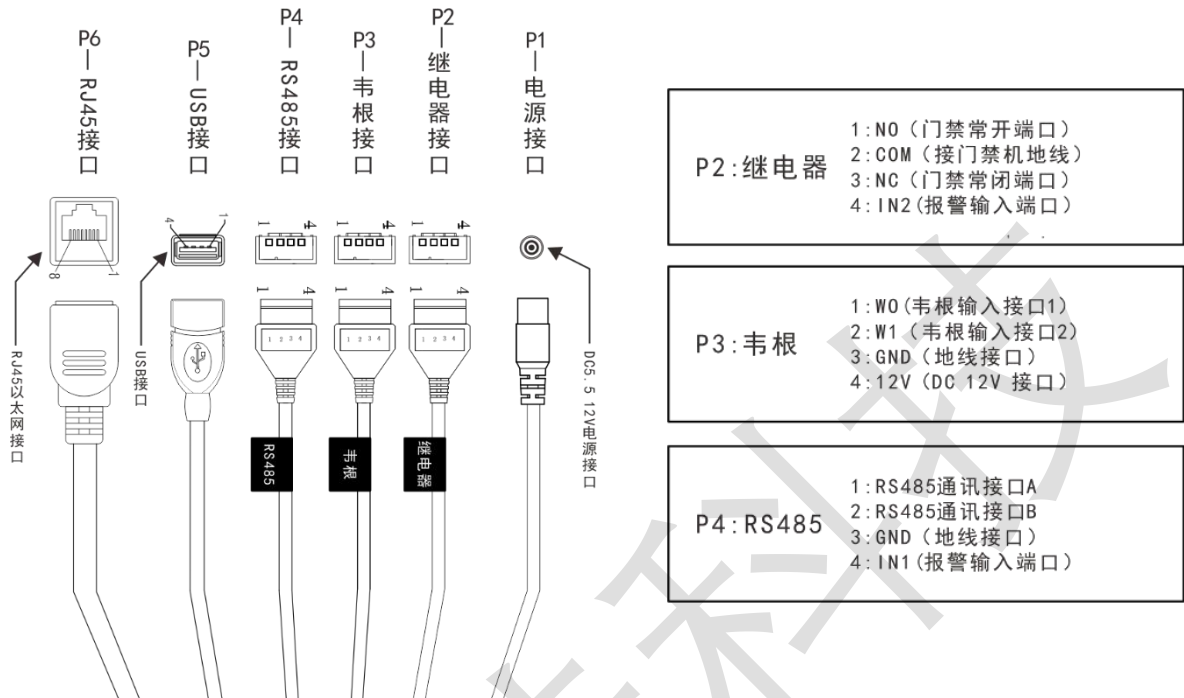 P6—RJ45接口
P5—USB接口
P4—RS485接口
P3—韦根接口
P2—继电器接口
P1—电源接口
4 1
1 4
1 4
1 4
8 1
1 4
1 4
1 4
1 2 3 4
1 2 3 4
1 2 3 4
RJ45以太网接口
USB接口
DC5.5 12V电源接口
RS485
韦根
继电器
P2:继电器
1:NO（门禁常开端口）
2:COM（接门禁机地线）
3:NC（门禁常闭端口）
4:IN2(报警输入端口)
P3:韦根
1:W0(韦根输入接口1)
2:W1（韦根输入接口2)
3:GND（地线接口）
4:12V（DC 12V 接口）
P4:RS485
1:RS485通讯接口A
2:RS485通讯接口B
3:GND（地线接口）
4:IN1(报警输入端口）
科技